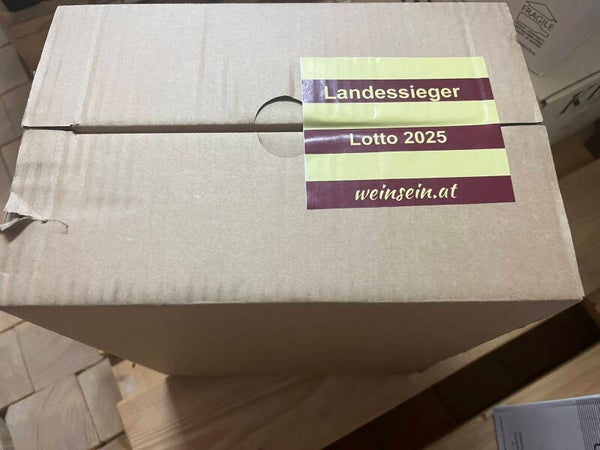 FRAGILE
Landessieger
Lotto 2025
weinsein.at